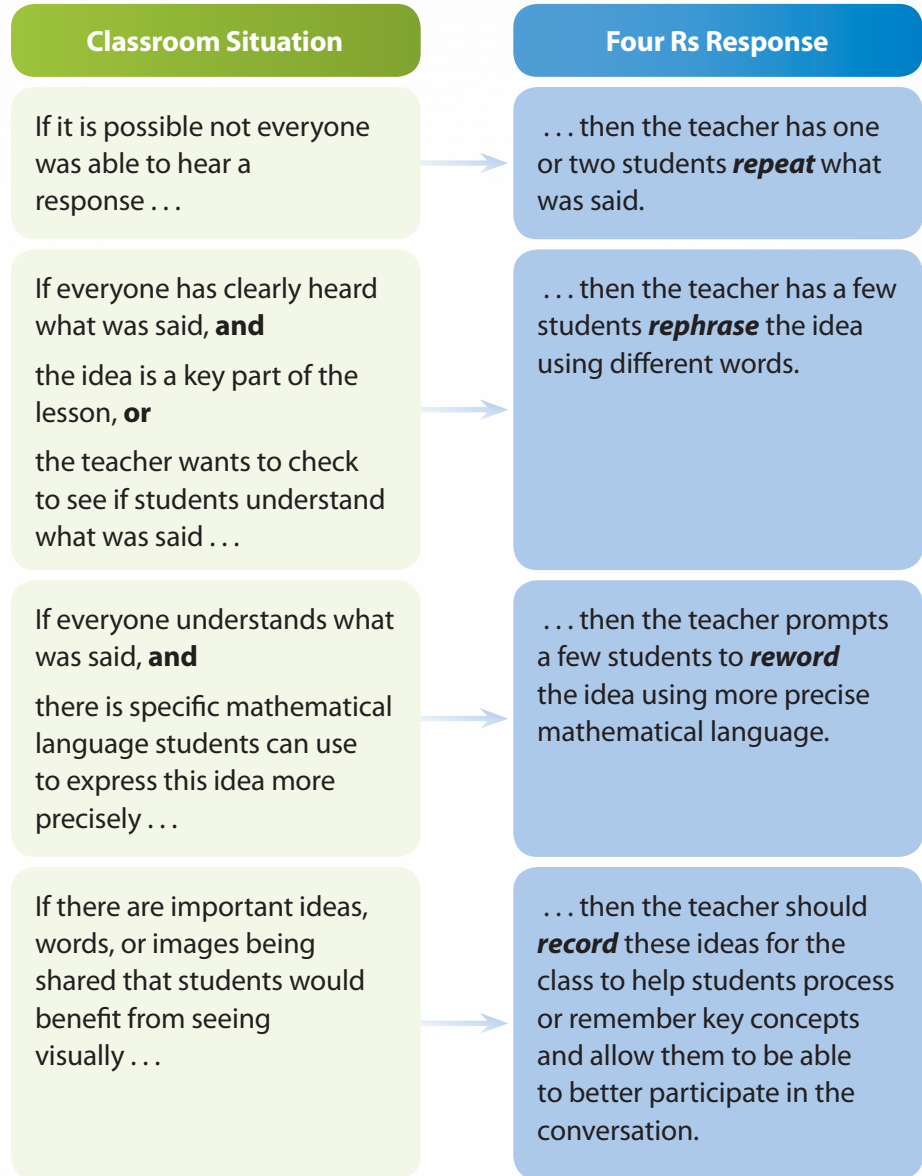 Classroom Situation
Four Rs Response
If it is possible not everyone
was able to hear a
response . . .
. . . then the teacher has one
or two students repeat what
was said.
If everyone has clearly heard
what was said, and
the idea is a key part of the
lesson, or
the teacher wants to check
to see if students understand
what was said . . .
. . . then the teacher has a few
students rephrase the idea
using different words.
If everyone understands what
was said, and
there is specific mathematical
language students can use
to express this idea more
precisely . . .
. . . then the teacher prompts
a few students to reword
the idea using more precise
mathematical language.
If there are important ideas,
words, or images being
shared that students would
benefit from seeing
visually . . .
. . . then the teacher should
record these ideas for the
class to help students process
or remember key concepts
and allow them to be able
to better participate in the
conversation.